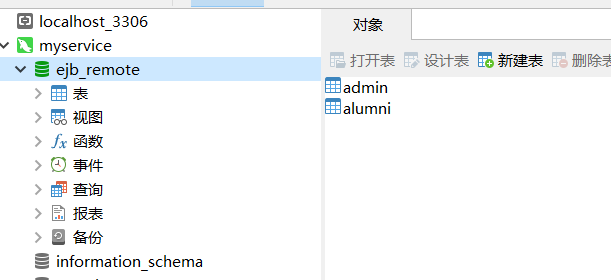 localhost_3306
myservice
ejb_remote
表
视图
fx 函数
事件
查询
报表
备份
information_schema
对象
打开表 设计表 新建表 删除表
admin
alumni